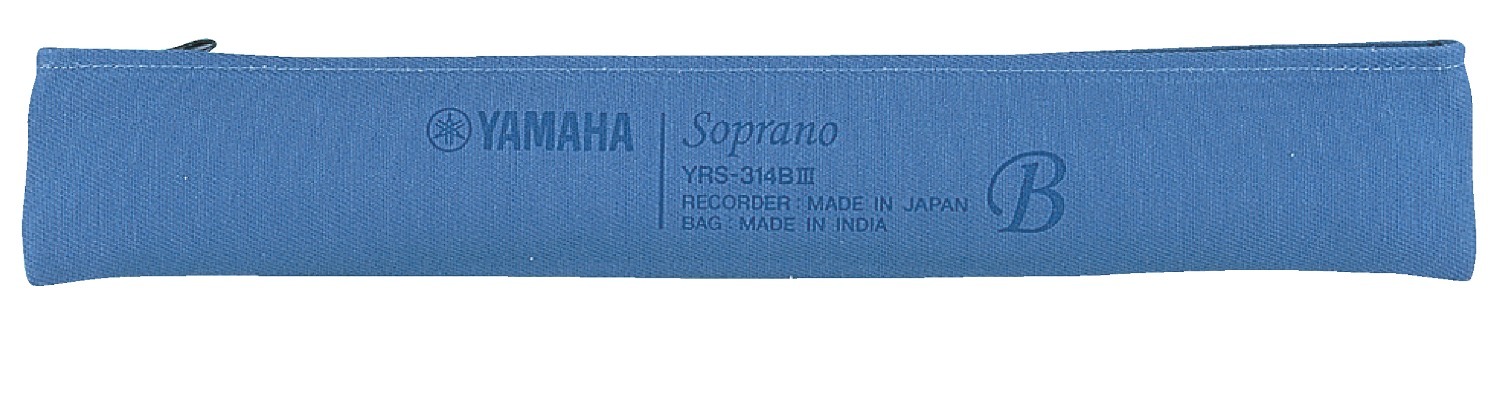 YAMAHA
Soprano
YRS-314BⅢ
RECORDER : MADE IN JAPAN
BAG : MADE IN INDIA
B